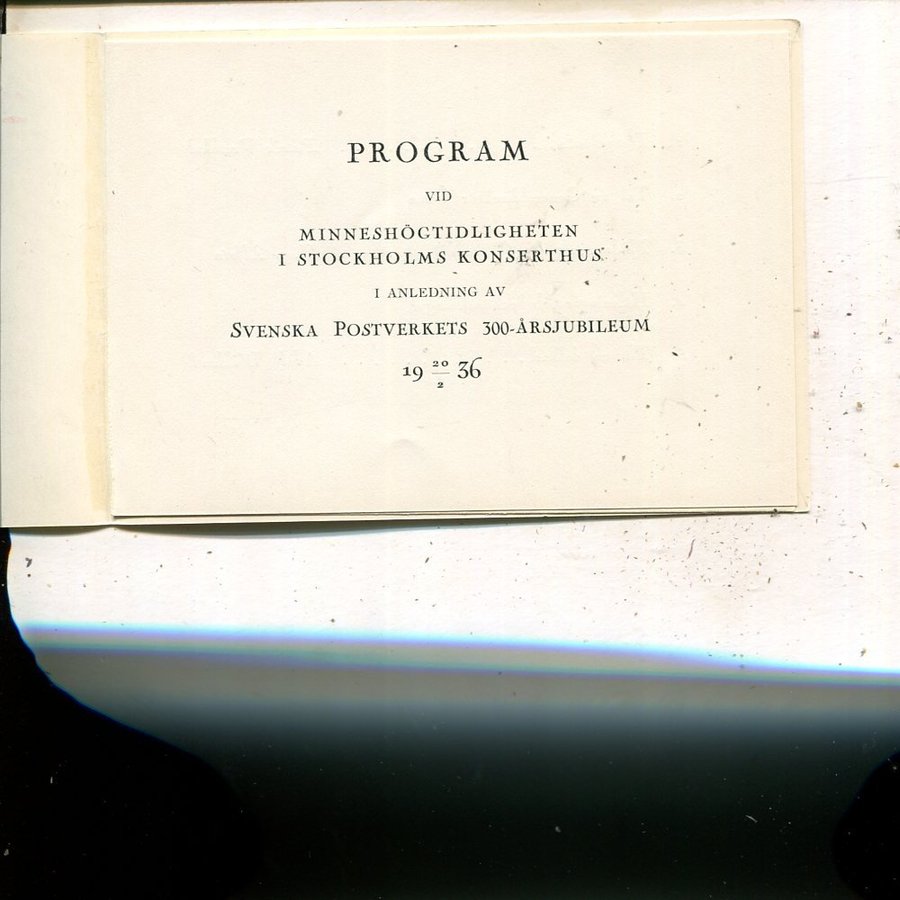 PROGRAM
VID
MINNESHÖGTIDLIGHETEN
I STOCKHOLMS KONSERTHUS
I ANLEDNING AV
SVENSKA POSTVERKETS 300-ÅRSJUBILEUM
19 20/2 36